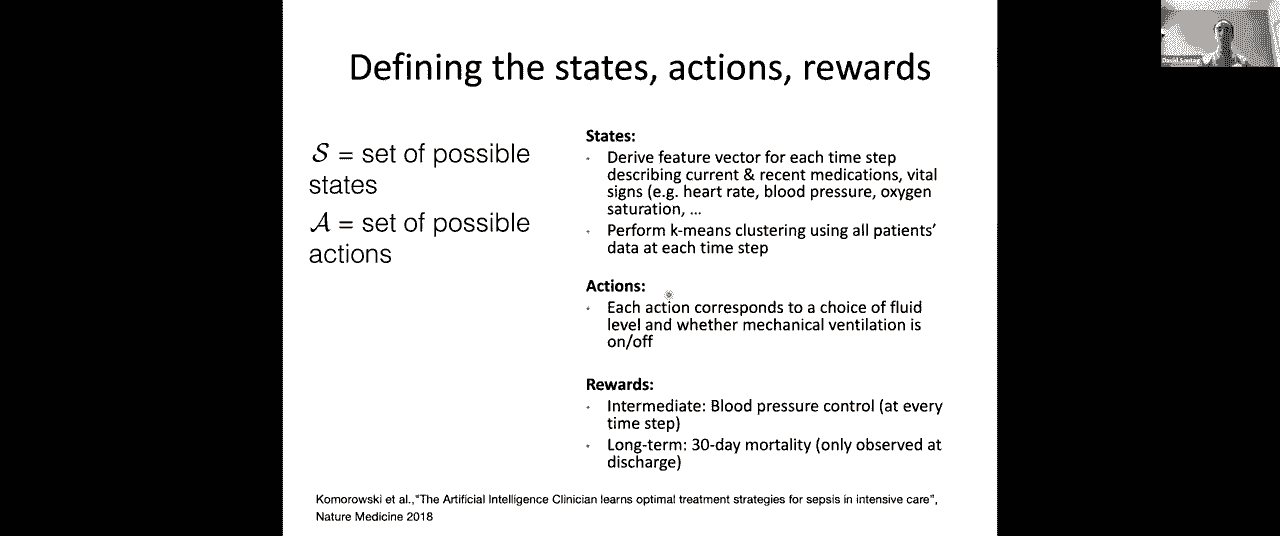 Defining the states, actions, rewards
David Sontag
𝒮 = set of possible
states
𝒜 = set of possible
actions
States:
• Derive feature vector for each time step
describing current & recent medications, vital
signs (e.g. heart rate, blood pressure, oxygen
saturation, ...
• Perform k-means clustering using all patients'
data at each time step
Actions:
• Each action corresponds to a choice of fluid
level and whether mechanical ventilation is
on/off
Rewards:
• Intermediate: Blood pressure control (at every
time step)
• Long-term: 30-day mortality (only observed at
discharge)
Komorowski et al.,"The Artificial Intelligence Clinician learns optimal treatment strategies for sepsis in intensive care",
Nature Medicine 2018